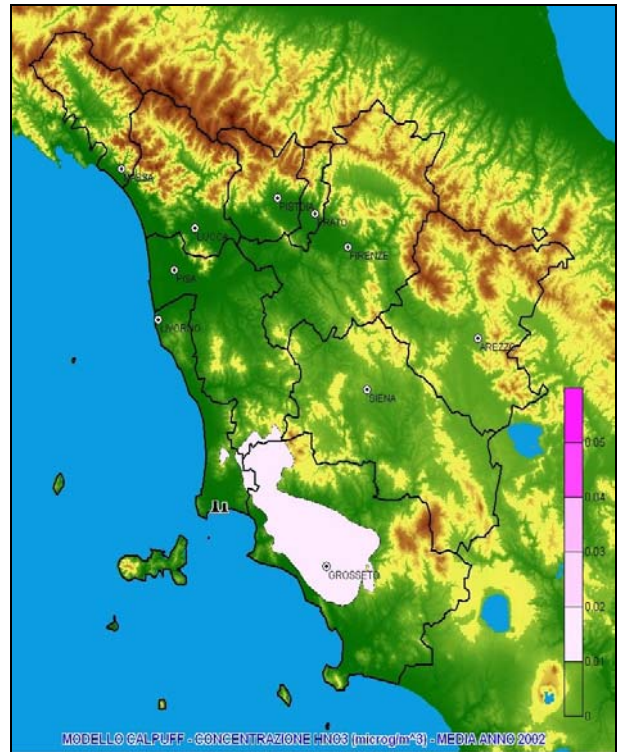 MASSA
PISTOIA
PRATO
LUCCA
FIRENZE
PISA
LIVORNO
AREZZO
SIENA
0.05
0.04
0.03
GROSSETO
0.02
0.01
0
MODELLO CALPUFF - CONCENTRAZIONE HNO3 (microg/m^3) - MEDIA ANNO 2002